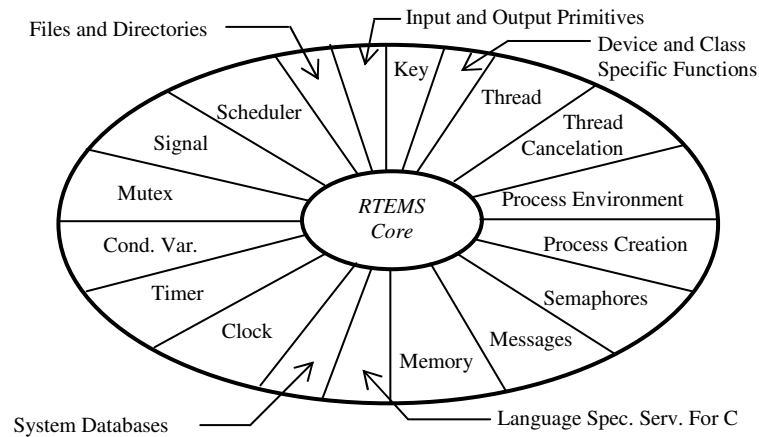 Files and Directories
Input and Output Primitives
Device and Class
Specific Functions
Key
Thread
Scheduler
Thread
Cancelation
Signal
Mutex
Process Environment
RTEMS
Core
Cond. Var.
Process Creation
Timer
Semaphores
Clock
Messages
Memory
System Databases
Language Spec. Serv. For C